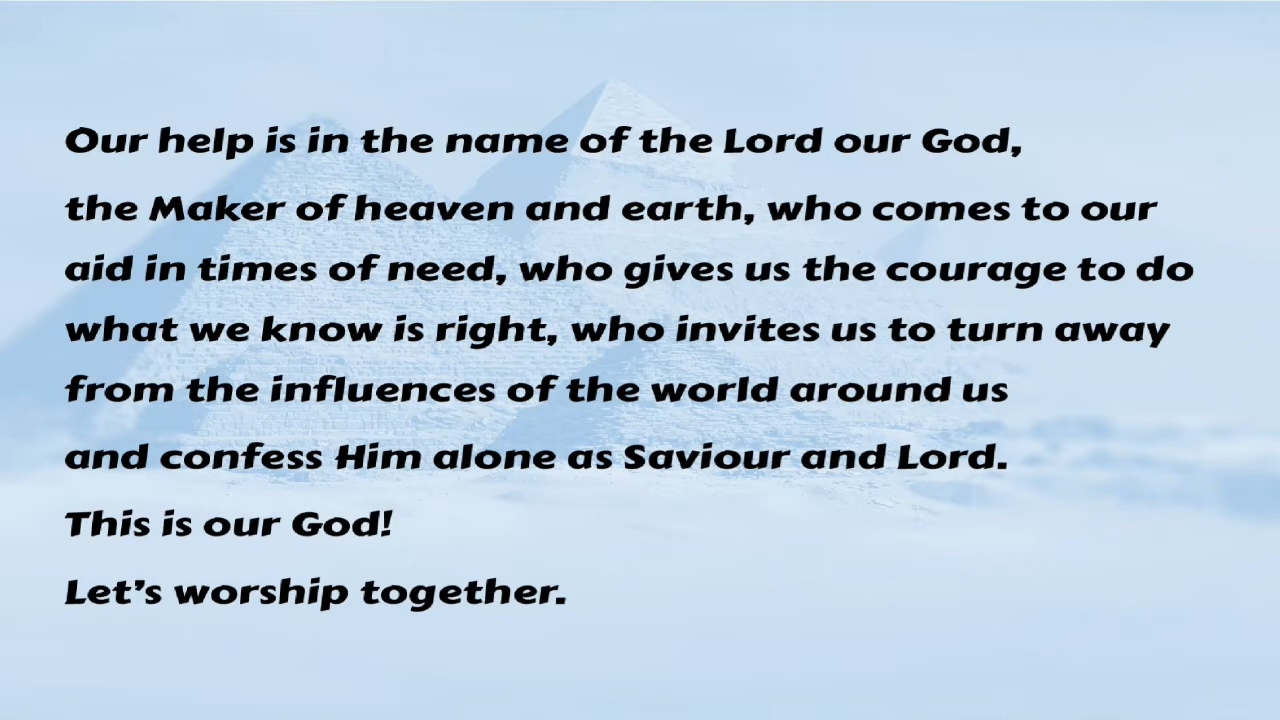 Our help is in the name of the Lord our God,
the Maker of heaven and earth, who comes to our
aid in times of need, who gives us the courage to do
what we know is right, who invites us to turn away
from the influences of the world around us
and confess Him alone as Saviour and Lord.
This is our God!
Let’s worship together.